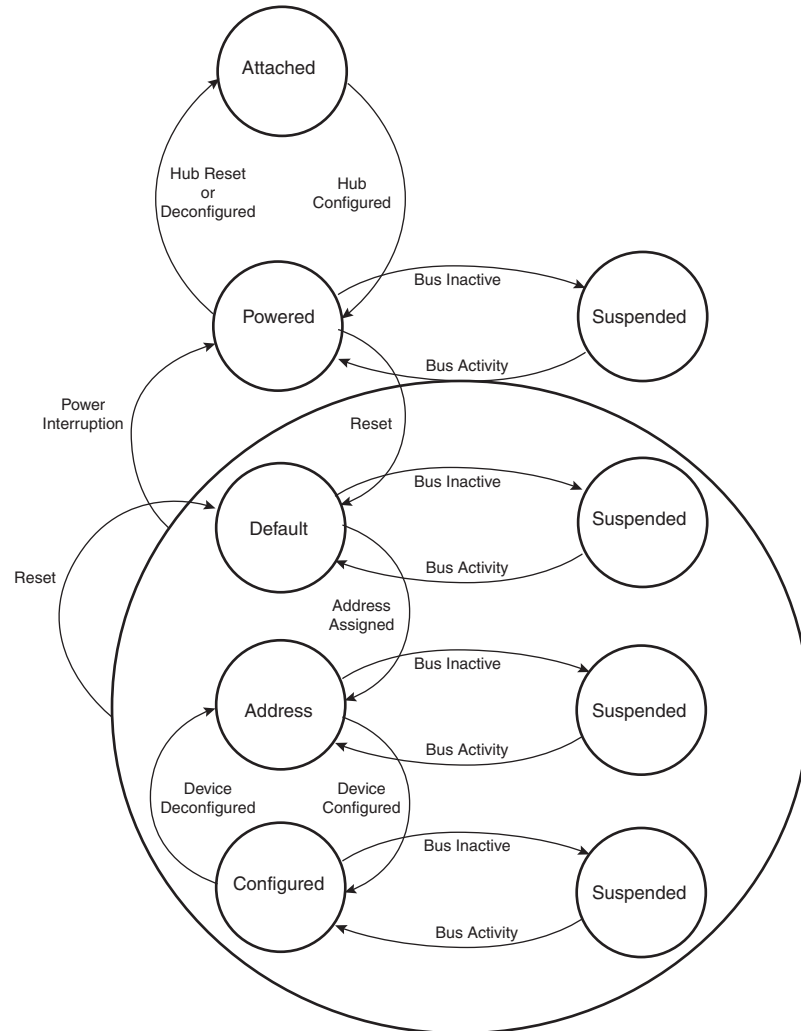 Attached
Hub Reset
or
Deconfigured
Hub
Configured
Bus Inactive
Powered
Suspended
Bus Activity
Power
Interruption
Reset
Bus Inactive
Default
Suspended
Bus Activity
Reset
Address
Assigned
Bus Inactive
Address
Suspended
Bus Activity
Device
Deconfigured
Device
Configured
Bus Inactive
Configured
Suspended
Bus Activity